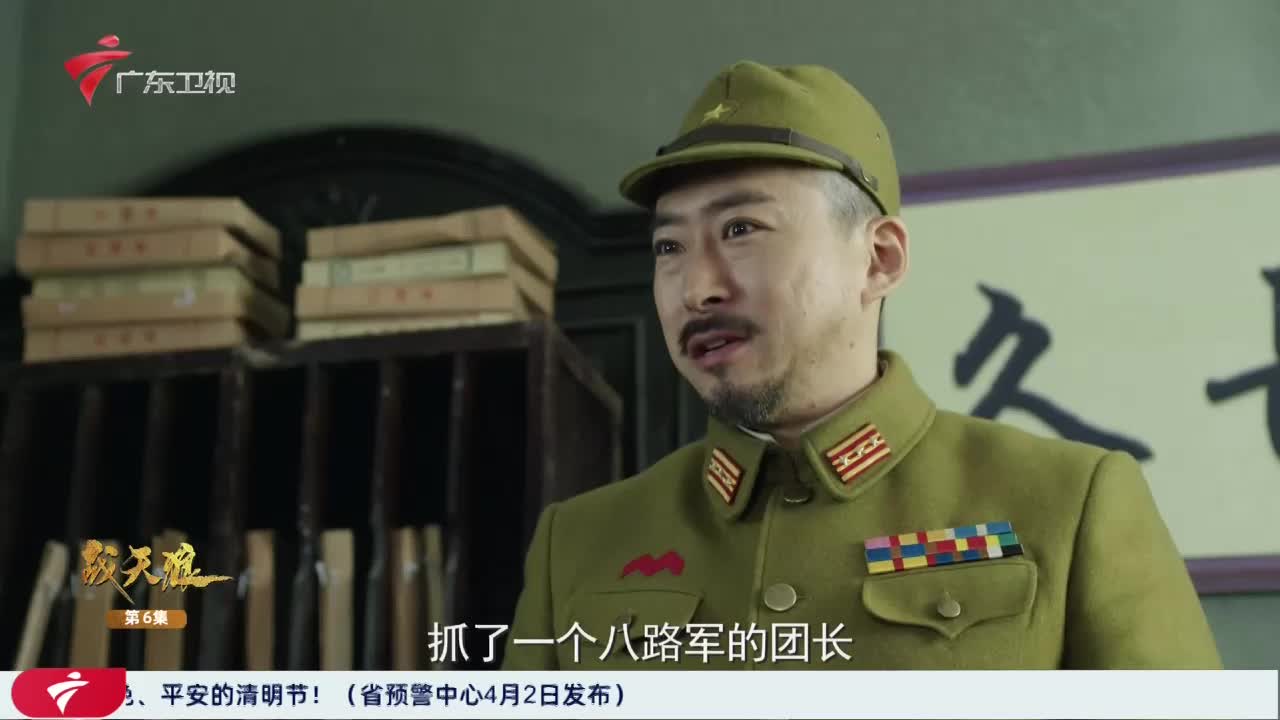 广东卫视
久
战天狼
第6集
抓了一个八路军的团长
、平安的清明节！（省预警中心4月2日发布）